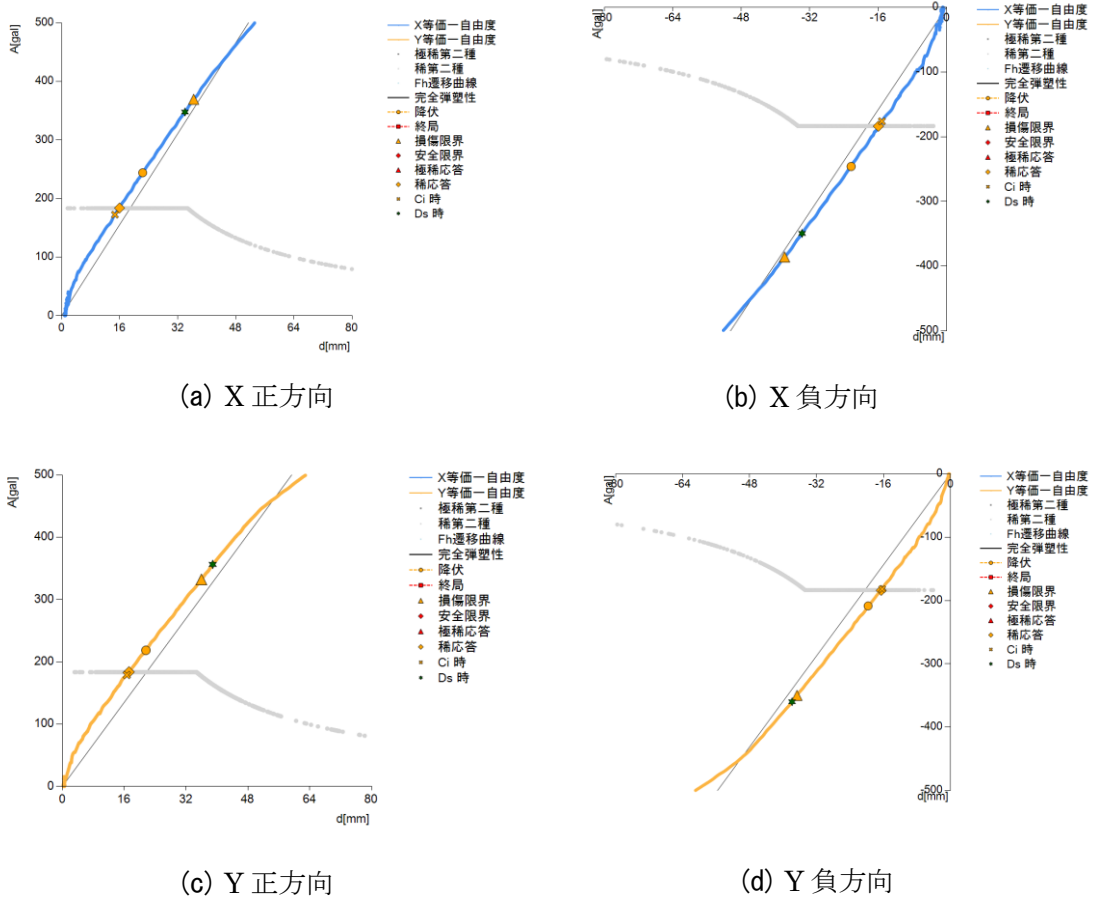 A[gal]
500
400
300
200
100
0
0 16 32 48 64 80
d[mm]
X等価一自由度
Y等価一自由度
極稀第二種
稀第二種
Fh遷移曲線
完全弾塑性
降伏
終局
損傷限界
安全限界
極稀応答
稀応答
Ci 時
Ds 時
(a) X 正方向
-80 -64 -48 -32 -16 0
A[gal]
0
-100
-200
-300
-400
-500
d[mm]
X等価一自由度
Y等価一自由度
極稀第二種
稀第二種
Fh遷移曲線
完全弾塑性
降伏
終局
損傷限界
安全限界
極稀応答
稀応答
Ci 時
Ds 時
(b) X 負方向
A[gal]
500
400
300
200
100
0
0 16 32 48 64 80
d[mm]
X等価一自由度
Y等価一自由度
極稀第二種
稀第二種
Fh遷移曲線
完全弾塑性
降伏
終局
損傷限界
安全限界
極稀応答
稀応答
Ci 時
Ds 時
(c) Y 正方向
-80 -64 -48 -32 -16 0
A[gal]
0
-100
-200
-300
-400
-500
d[mm]
X等価一自由度
Y等価一自由度
極稀第二種
稀第二種
Fh遷移曲線
完全弾塑性
降伏
終局
損傷限界
安全限界
極稀応答
稀応答
Ci 時
Ds 時
(d) Y 負方向